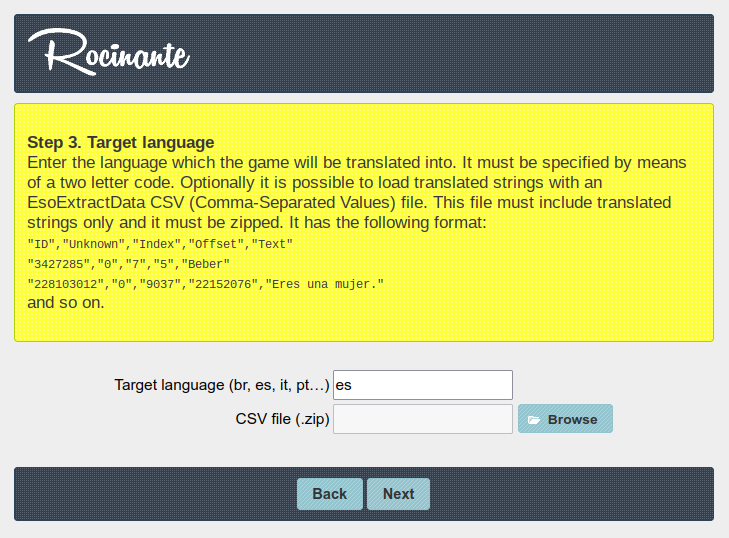 Rocinante
Step 3. Target language
Enter the language which the game will be translated into. It must be specified by means
of a two letter code. Optionally it is possible to load translated strings with an
EsoExtractData CSV (Comma-Separated Values) file. This file must include translated
strings only and it must be zipped. It has the following format:
"ID","Unknown","Index","Offset","Text"
"3427285","0","7","5","Beber"
"228103012","0","9037","22152076","Eres una mujer."
and so on.
Target language (br, es, it, pt…) es
CSV file (.zip) Browse
Back Next